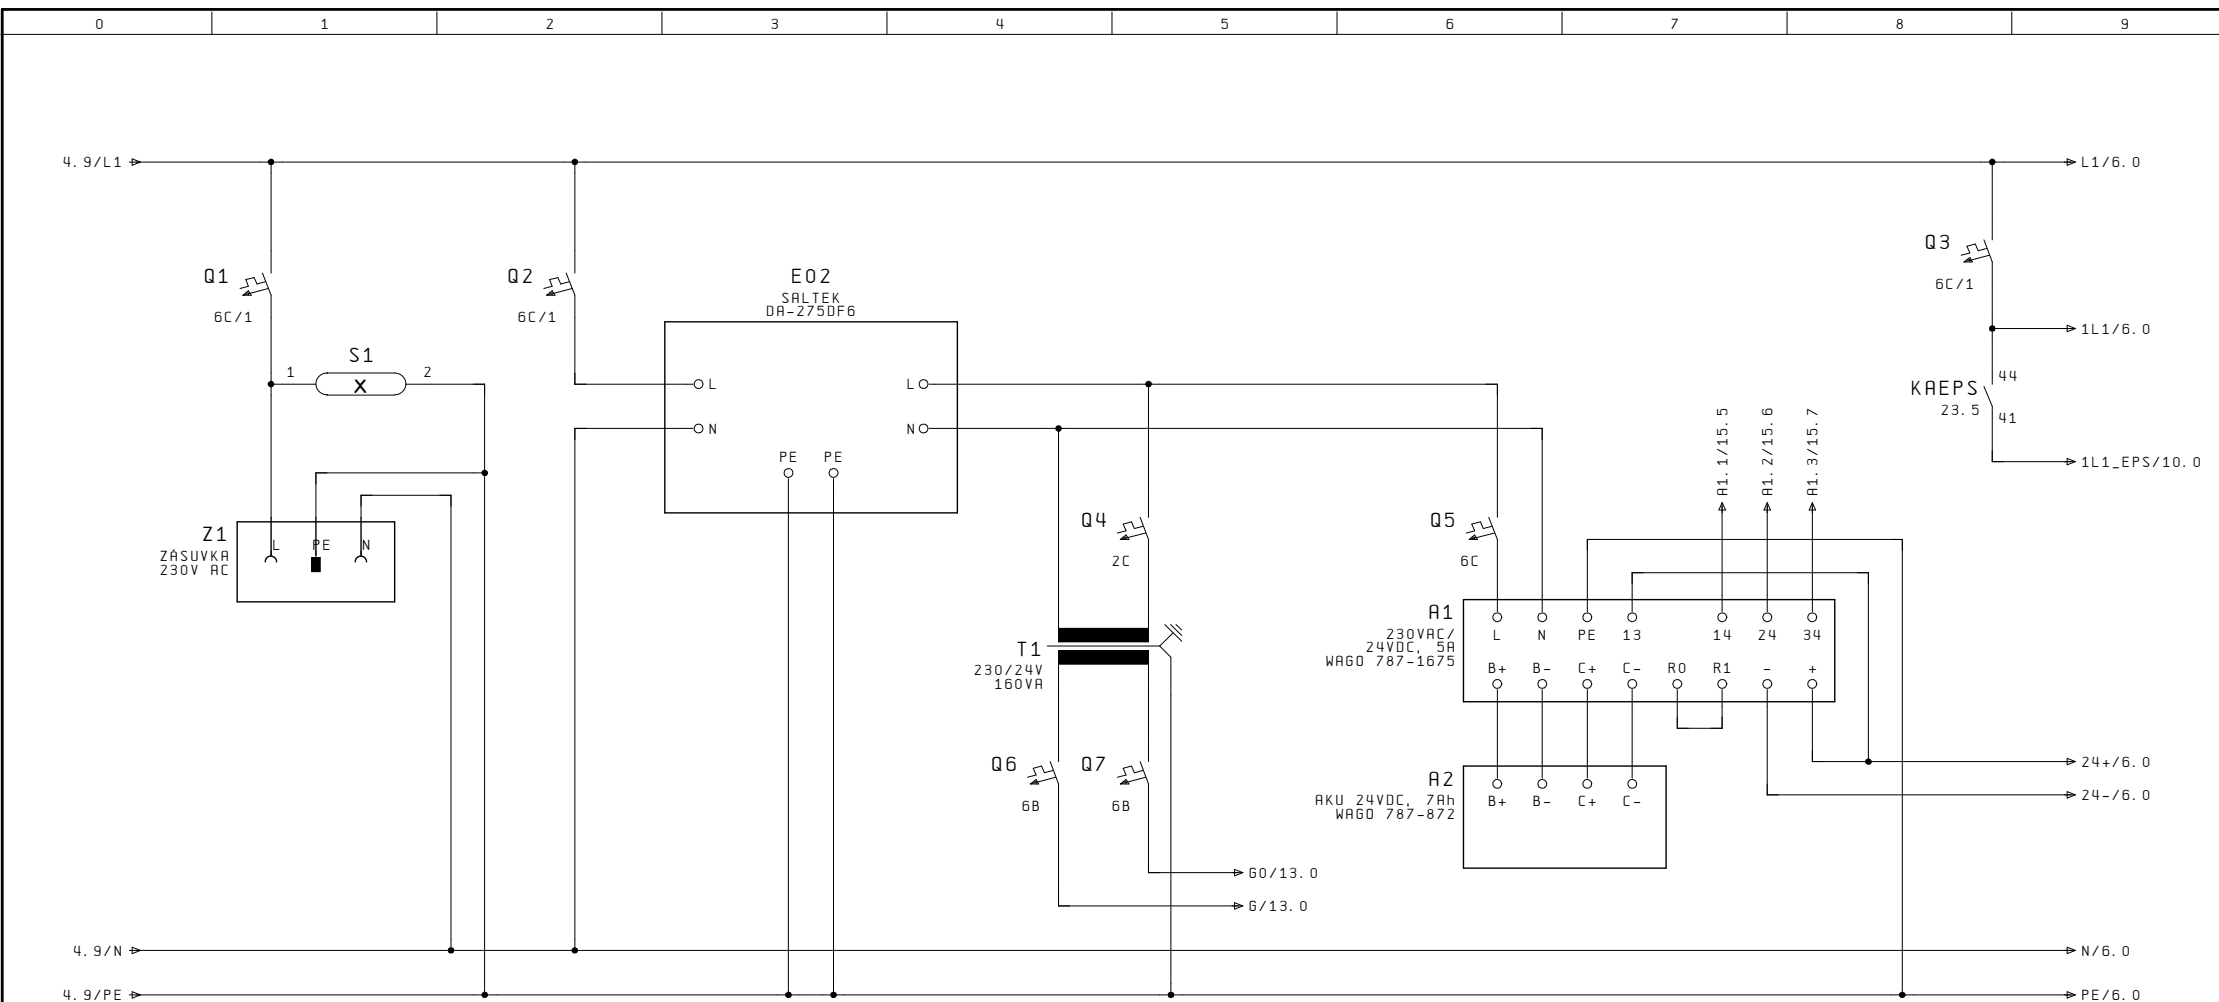 0 1 2 3 4 5 6 7 8 9
4.9/L1
L1/6.0
Q1
6C/1
Q2
6C/1
E02
SALTEK
DA-275DF6
Q3
6C/1
1L1/6.0
S1
1
2
L
N
PE PE
L
N
KAEPS
23.5
44
41
1L1_EPS/10.0
A1.1/15.5
A1.2/15.6
A1.3/15.7
Z1
ZÁSUVKA
230V AC
L PE N
Q4
2C
Q5
6C
T1
230/24V
160VA
A1
230VAC/
24VDC, 5A
WAGO 787-1675
L N PE 13 14 24 34
B+ B- C+ C- R0 R1 - +
Q6
6B
Q7
6B
A2
AKU 24VDC, 7Ah
WAGO 787-872
B+ B- C+ C-
24+/6.0
24-/6.0
G0/13.0
G/13.0
4.9/N
N/6.0
4.9/PE
PE/6.0